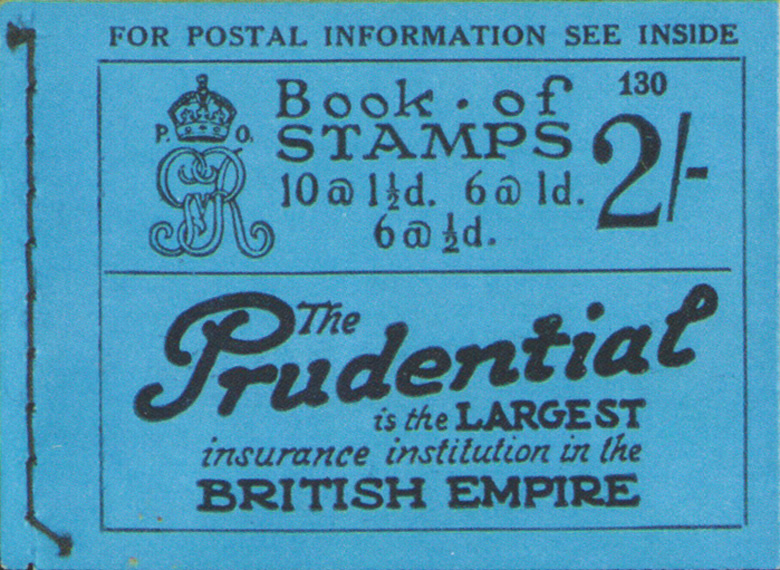 FOR POSTAL INFORMATION SEE INSIDE
P. O.
GR
Book · of
STAMPS
130
2/-
10 @ 1½d. 6 @ 1d.
6 @ ½d.
The
Prudential
is the LARGEST
insurance institution in the
BRITISH EMPIRE